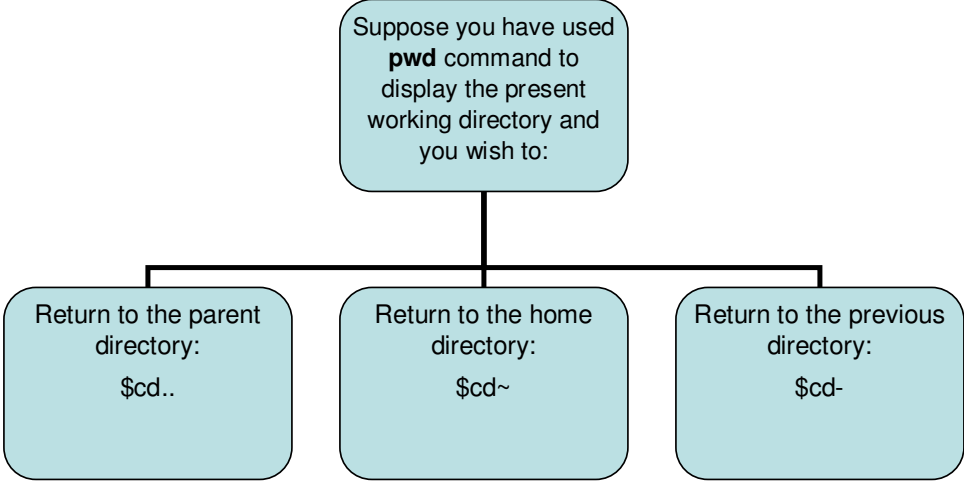 Suppose you have used
pwd command to
display the present
working directory and
you wish to:
Return to the parent
directory:
$cd..
Return to the home
directory:
$cd~
Return to the previous
directory:
$cd-